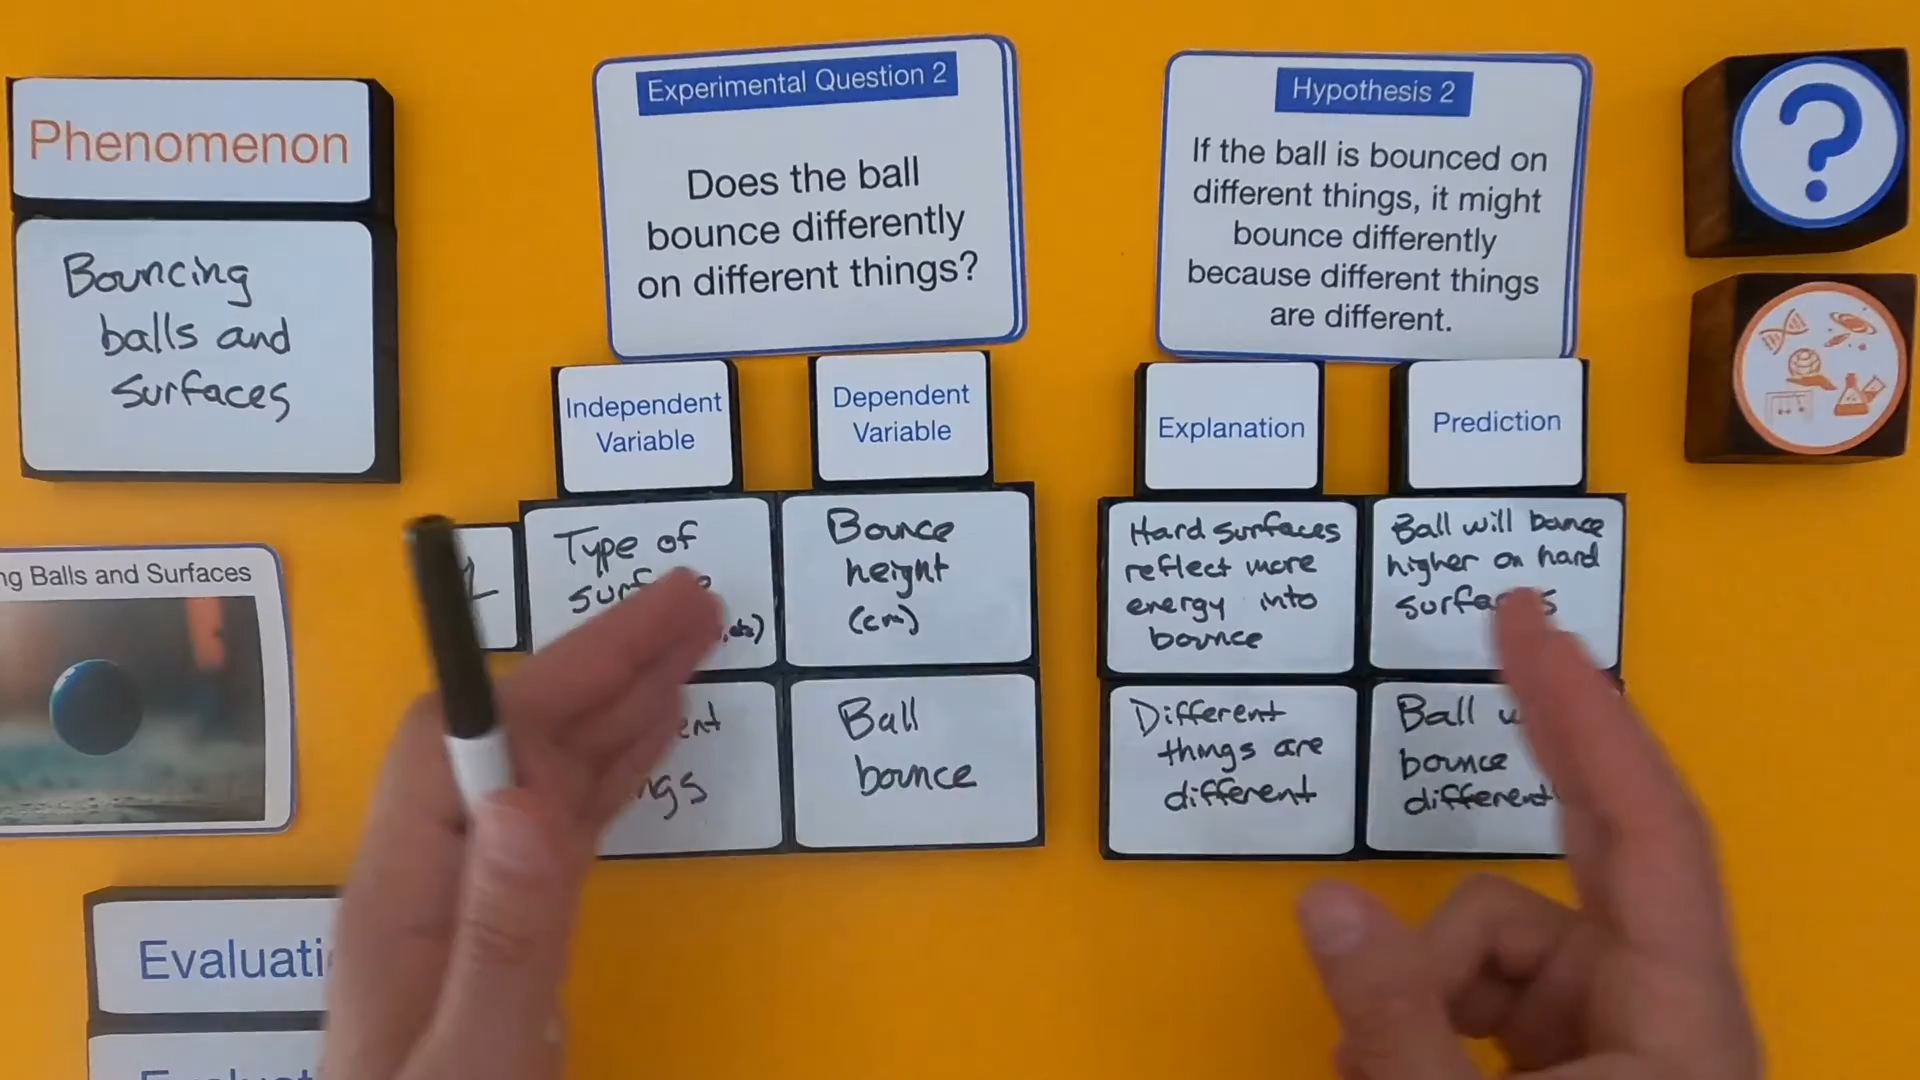 Phenomenon
Bouncing
balls and
surfaces
ng Balls and Surfaces
Experimental Question 2
Does the ball
bounce differently
on different things?
Independent
Variable
Dependent
Variable
Type of
Bounce
height
(cm)
Ball
bounce
Hypothesis 2
If the ball is bounced on
different things, it might
bounce differently
because different things
are different.
Explanation
Prediction
Hard surfaces
reflect more
energy into
bounce
Ball will bounce
higher on hard
surfaces
Different
things are
different
Ball
bounce
different
Evaluati